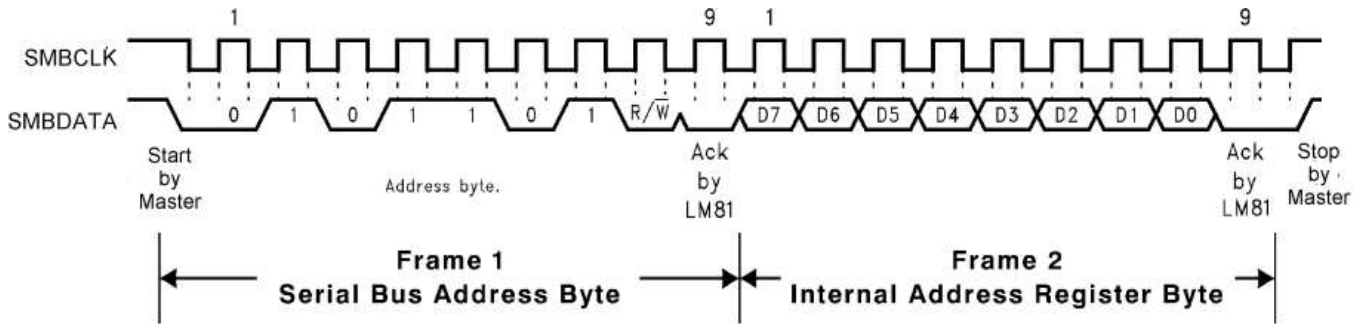 1 9 1 9
SMBCLK
SMBDATA 0 1 0 1 1 0 1 R/W̅ D7 D6 D5 D4 D3 D2 D1 D0
Start
by
Master
Address byte.
Ack
by
LM81
Ack
by
LM81
Stop
by
Master
Frame 1
Serial Bus Address Byte
Frame 2
Internal Address Register Byte